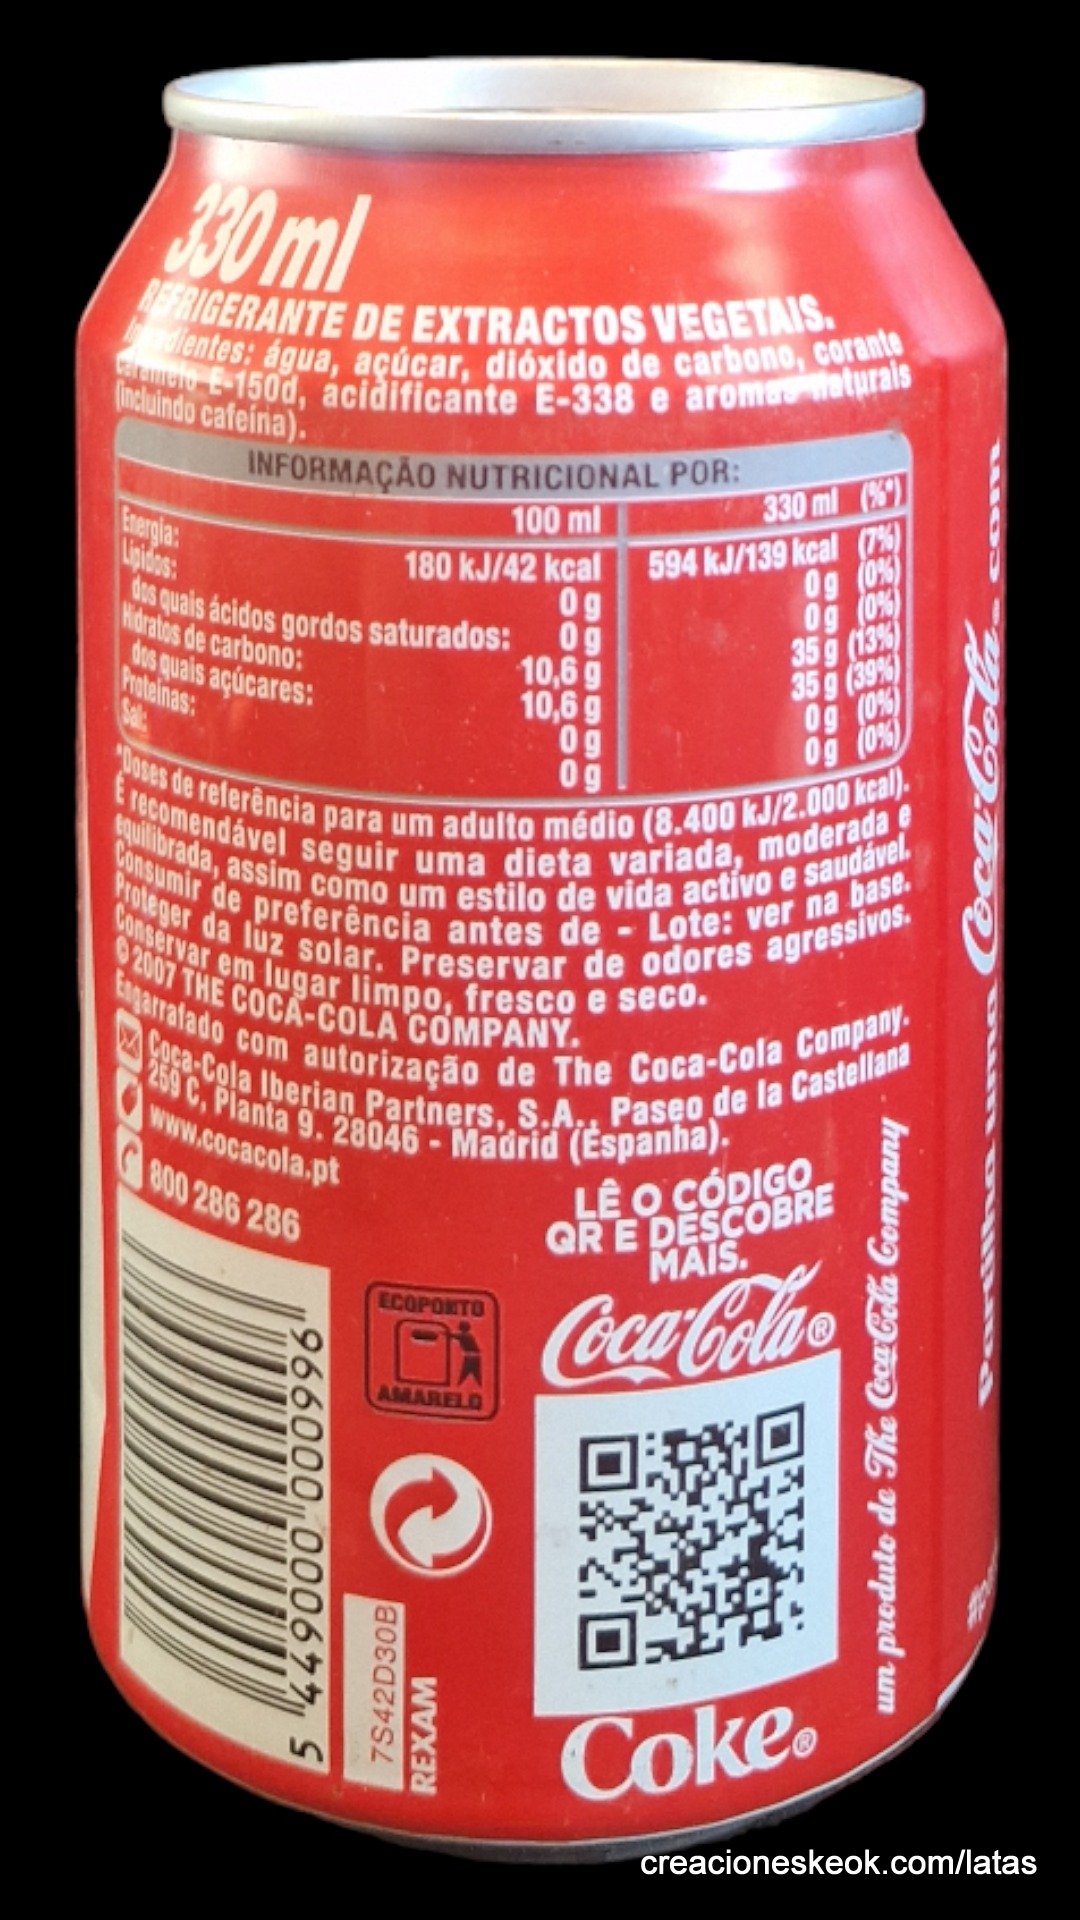 330 ml
REFRIGERANTE DE EXTRACTOS VEGETAIS.
Ingredientes: água, açúcar, dióxido de carbono, corante
caramelo E-150d, acidificante E-338 e aromas naturais
(incluindo cafeína).
INFORMAÇÃO NUTRICIONAL POR:
100 ml 330 ml (%*)
Energia: 180 kJ/42 kcal 594 kJ/139 kcal (7%)
Lípidos: 0 g 0 g (0%)
dos quais ácidos gordos saturados: 0 g 0 g (0%)
Hidratos de carbono: 10,6 g 35 g (13%)
dos quais açúcares: 10,6 g 35 g (39%)
Proteínas: 0 g 0 g (0%)
Sal: 0 g 0 g (0%)
*Doses de referência para um adulto médio (8.400 kJ/2.000 kcal).
É recomendável seguir uma dieta variada, moderada e
equilibrada, assim como um estilo de vida activo e saudável.
Consumir de preferência antes de - Lote: ver na base.
Proteger da luz solar. Preservar de odores agressivos.
Conservar em lugar limpo, fresco e seco.
© 2007 THE COCA-COLA COMPANY.
Engarrafado com autorização de The Coca-Cola Company.
Coca-Cola Iberian Partners, S.A., Paseo de la Castellana
259 C, Planta 9. 28046 - Madrid (Espanha).
www.cocacola.pt
800 286 286
LÊ O CÓDIGO
QR E DESCOBRE
MAIS.
Coca-Cola®
Coke®
ECOPONTO
AMARELO
5 449000 000996
7S42D30B
REXAM
um produto de The Coca-Cola Company
Partilha uma Coca-Cola® com
creacioneskeok.com/latas